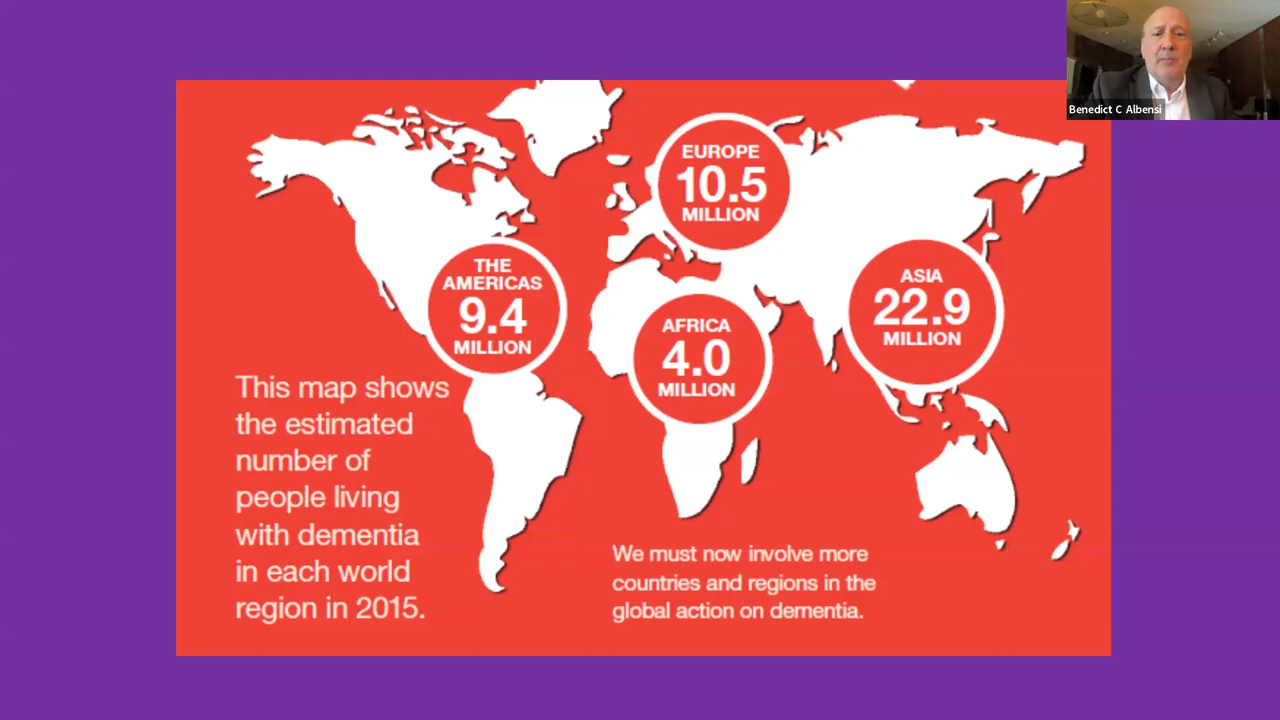 Benedict C Albensi
EUROPE
10.5
MILLION
THE
AMERICAS
9.4
MILLION
AFRICA
4.0
MILLION
ASIA
22.9
MILLION
This map shows
the estimated
number of
people living
with dementia
in each world
region in 2015.
We must now involve more
countries and regions in the
global action on dementia.